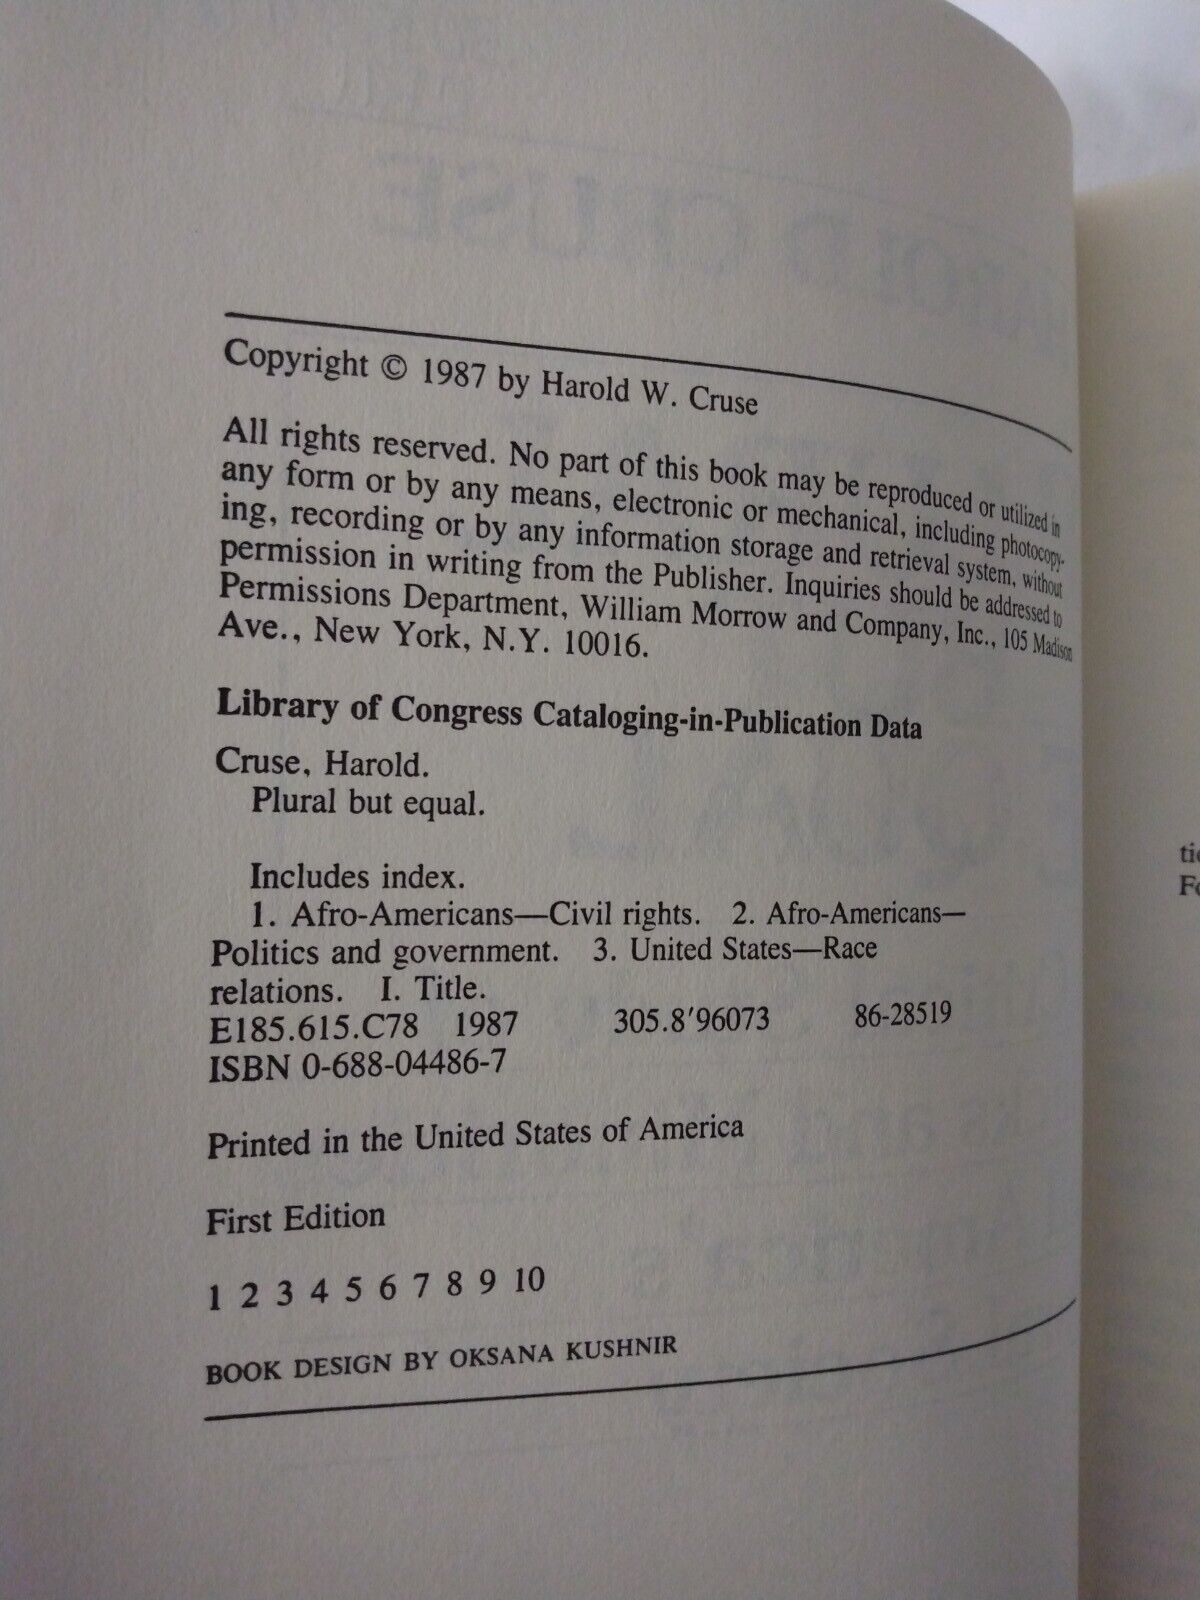 Copyright © 1987 by Harold W. Cruse
All rights reserved. No part of this book may be reproduced or utilized in
any form or by any means, electronic or mechanical, including photocopy-
ing, recording or by any information storage and retrieval system, without
permission in writing from the Publisher. Inquiries should be addressed to
Permissions Department, William Morrow and Company, Inc., 105 Madison
Ave., New York, N.Y. 10016.
Library of Congress Cataloging-in-Publication Data
Cruse, Harold.
Plural but equal.
Includes index.
1. Afro-Americans—Civil rights. 2. Afro-Americans—
Politics and government. 3. United States—Race
relations. I. Title.
E185.615.C78 1987 305.8'96073 86-28519
ISBN 0-688-04486-7
Printed in the United States of America
First Edition
1 2 3 4 5 6 7 8 9 10
BOOK DESIGN BY OKSANA KUSHNIR